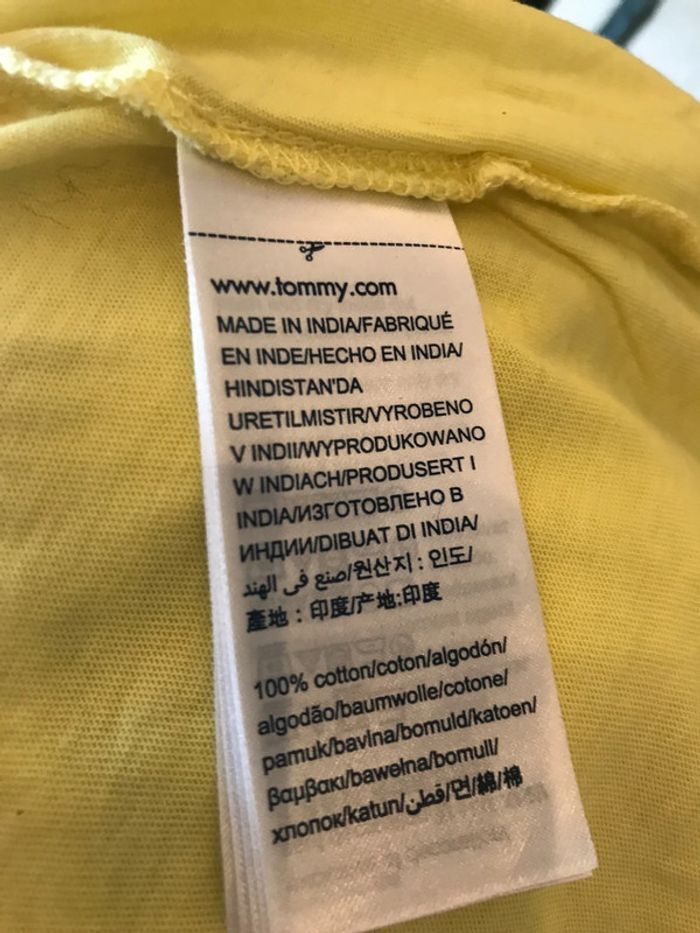 www.tommy.com
MADE IN INDIA/FABRIQUÉ
EN INDE/HECHO EN INDIA/
HINDISTAN'DA
URETILMISTIR/VYROBENO
V INDII/WYPRODUKOWANO
W INDIACH/PRODUSERT I
INDIA/ИЗГОТОВЛЕНО В
ИНДИИ/DIBUAT DI INDIA/
صنع فى الهند/원산지 : 인도/
產地 : 印度/产地:印度
100% cotton/coton/algodón/
algodão/baumwolle/cotone/
pamuk/bavlna/bomuld/katoen/
βαμβακι/bawełna/bomull/
хлопок/katun/قطن/면/綿/棉